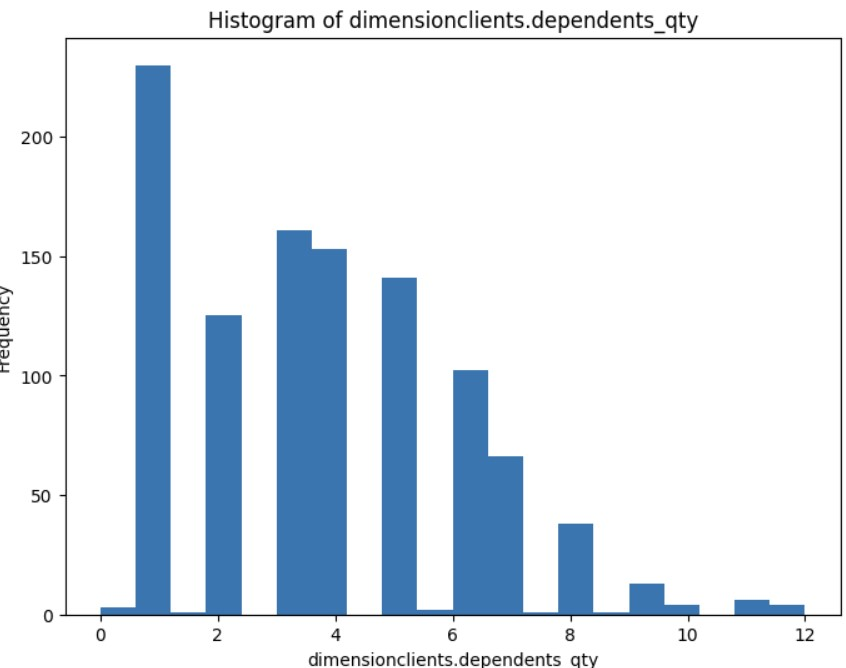 Histogram of dimensionclients.dependents_qty
200
150
100
50
0
Frequency
0 2 4 6 8 10 12
dimensionclients.dependents_qty